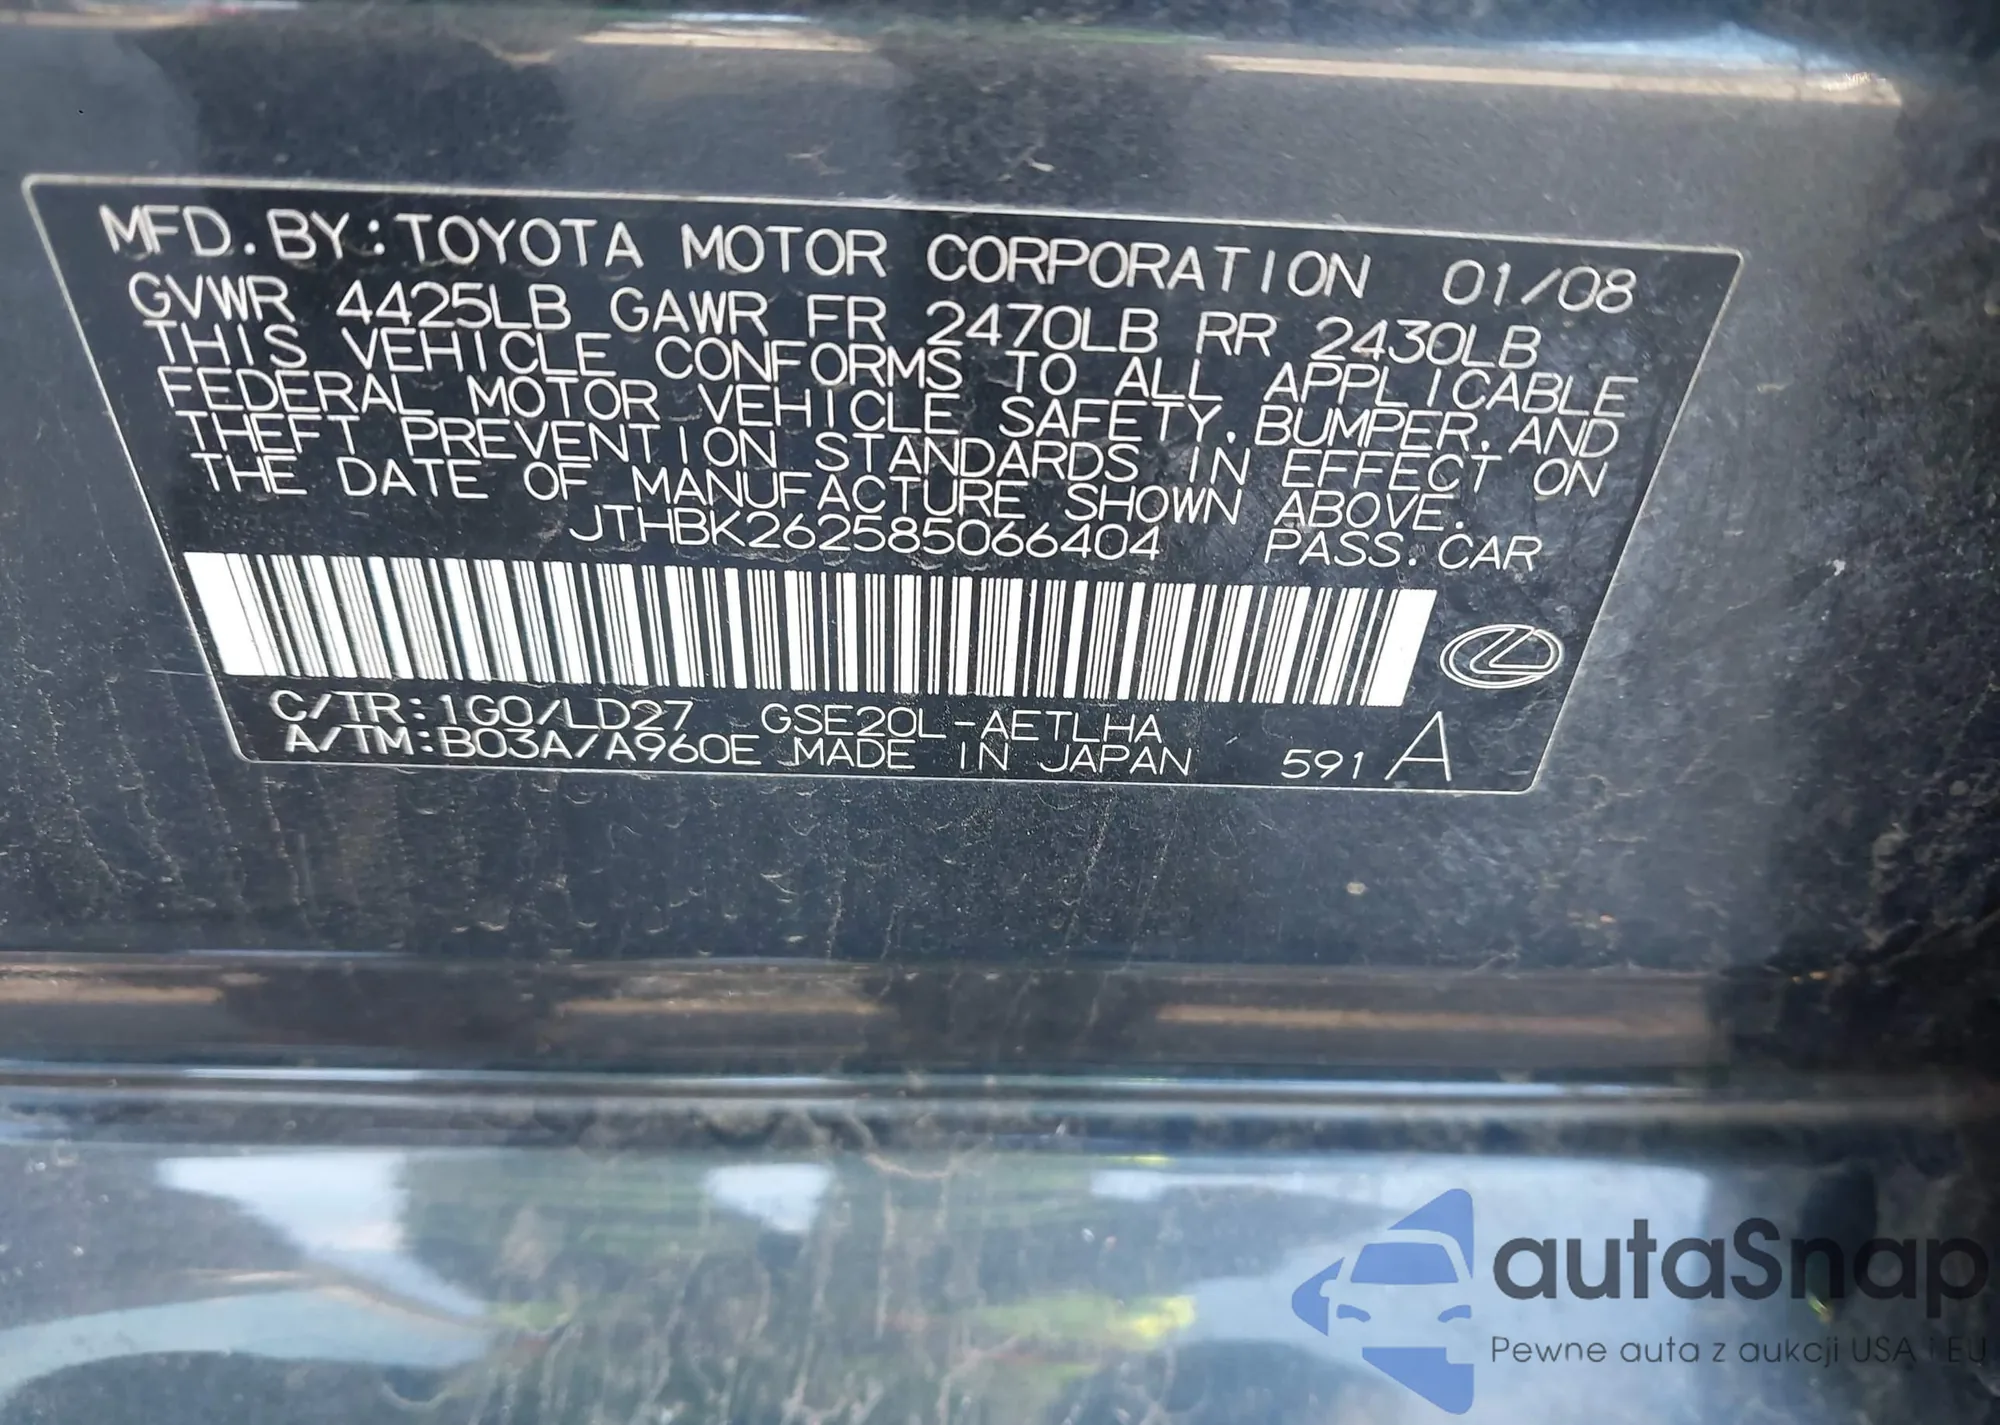 MFD. BY: TOYOTA MOTOR CORPORATION 01/08
GVWR 4425LB GAWR FR 2470LB RR 2430LB
THIS VEHICLE CONFORMS TO ALL APPLICABLE
FEDERAL MOTOR VEHICLE SAFETY. BUMPER. AND
THEFT PREVENTION STANDARDS IN EFFECT ON
THE DATE OF MANUFACTURE SHOWN ABOVE.
JTHBK262585066404 PASS. CAR
C/TR: 1G0/LD27 GSE20L-AETLHA
A/TM: B03A/A960E MADE IN JAPAN 591 A
autaSnap
Pewne auta z aukcji USA i EU